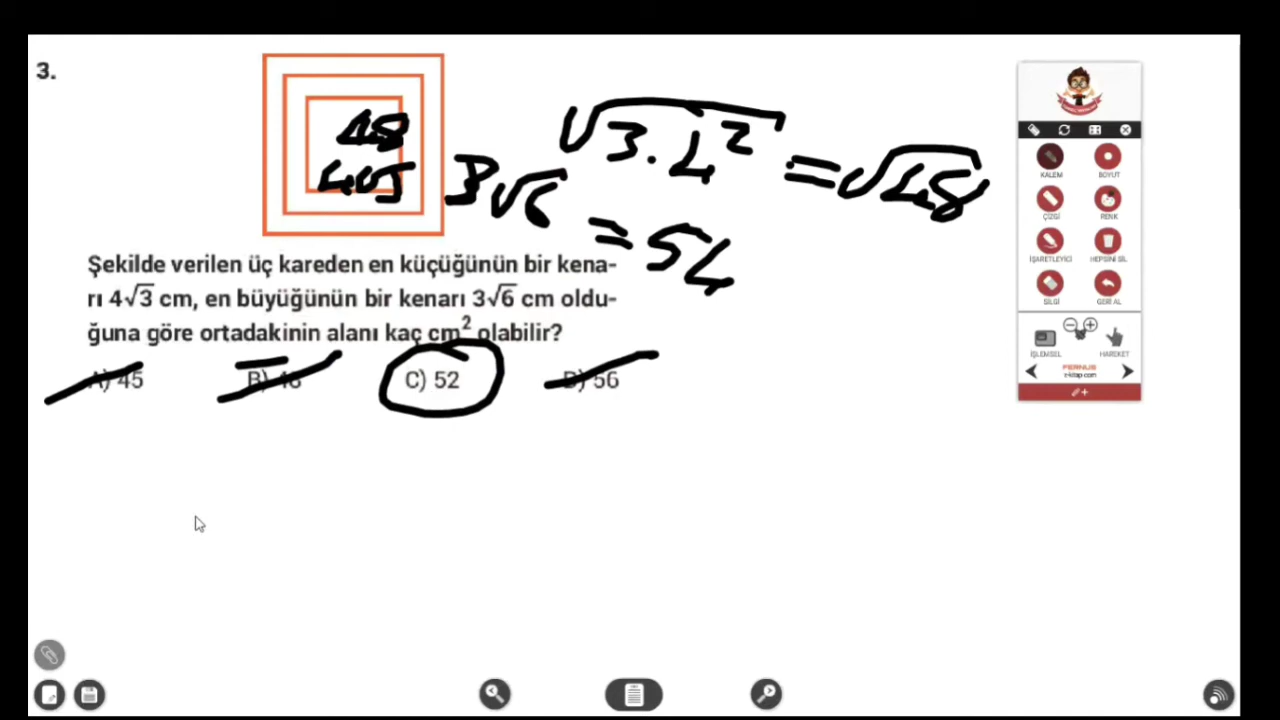 3.
48
4√3
3√6
= 54
√3.4² = √48
Şekilde verilen üç kareden en küçüğünün bir kena-
rı 4√3 cm, en büyüğünün bir kenarı 3√6 cm oldu-
ğuna göre ortadakinin alanı kaç cm² olabilir?
A) 45 B) 48 C) 52 D) 56
KALEM BOYUT
ÇİZGİ RENK
İŞARETLEYİCİ HEPSİNİ SİL
SİLGİ GERİ AL
İŞLEMSEL HAREKET
FERNUS
r-kitap.com